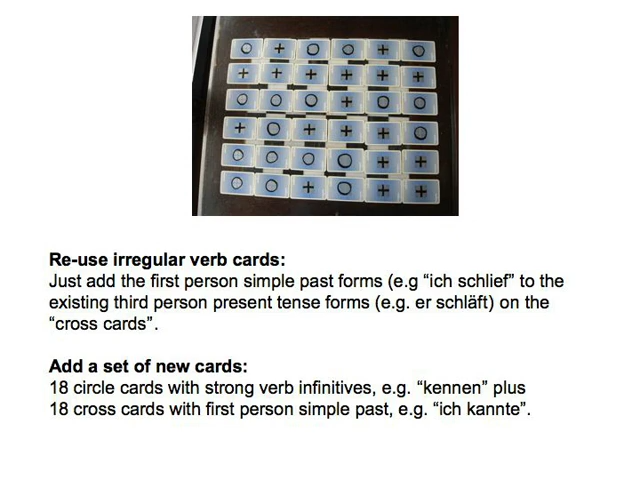 Re-use irregular verb cards:
Just add the first person simple past forms (e.g “ich schlief” to the
existing third person present tense forms (e.g. er schläft) on the
“cross cards”.
Add a set of new cards:
18 circle cards with strong verb infinitives, e.g. “kennen” plus
18 cross cards with first person simple past, e.g. “ich kannte”.